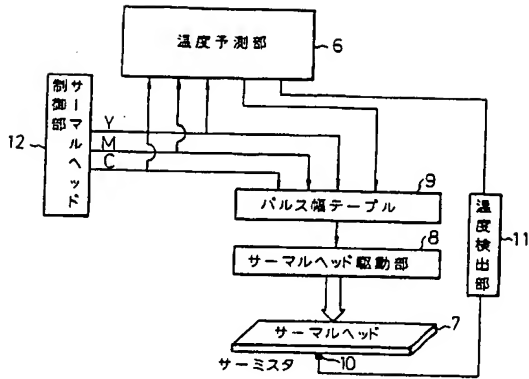 温度予測部
6
サーマルヘッド
制御部
12
Y
M
C
9
パルス幅テーブル
8
サーマルヘッド駆動部
温度検出部
11
サーマルヘッド
7
サーミスタ
10